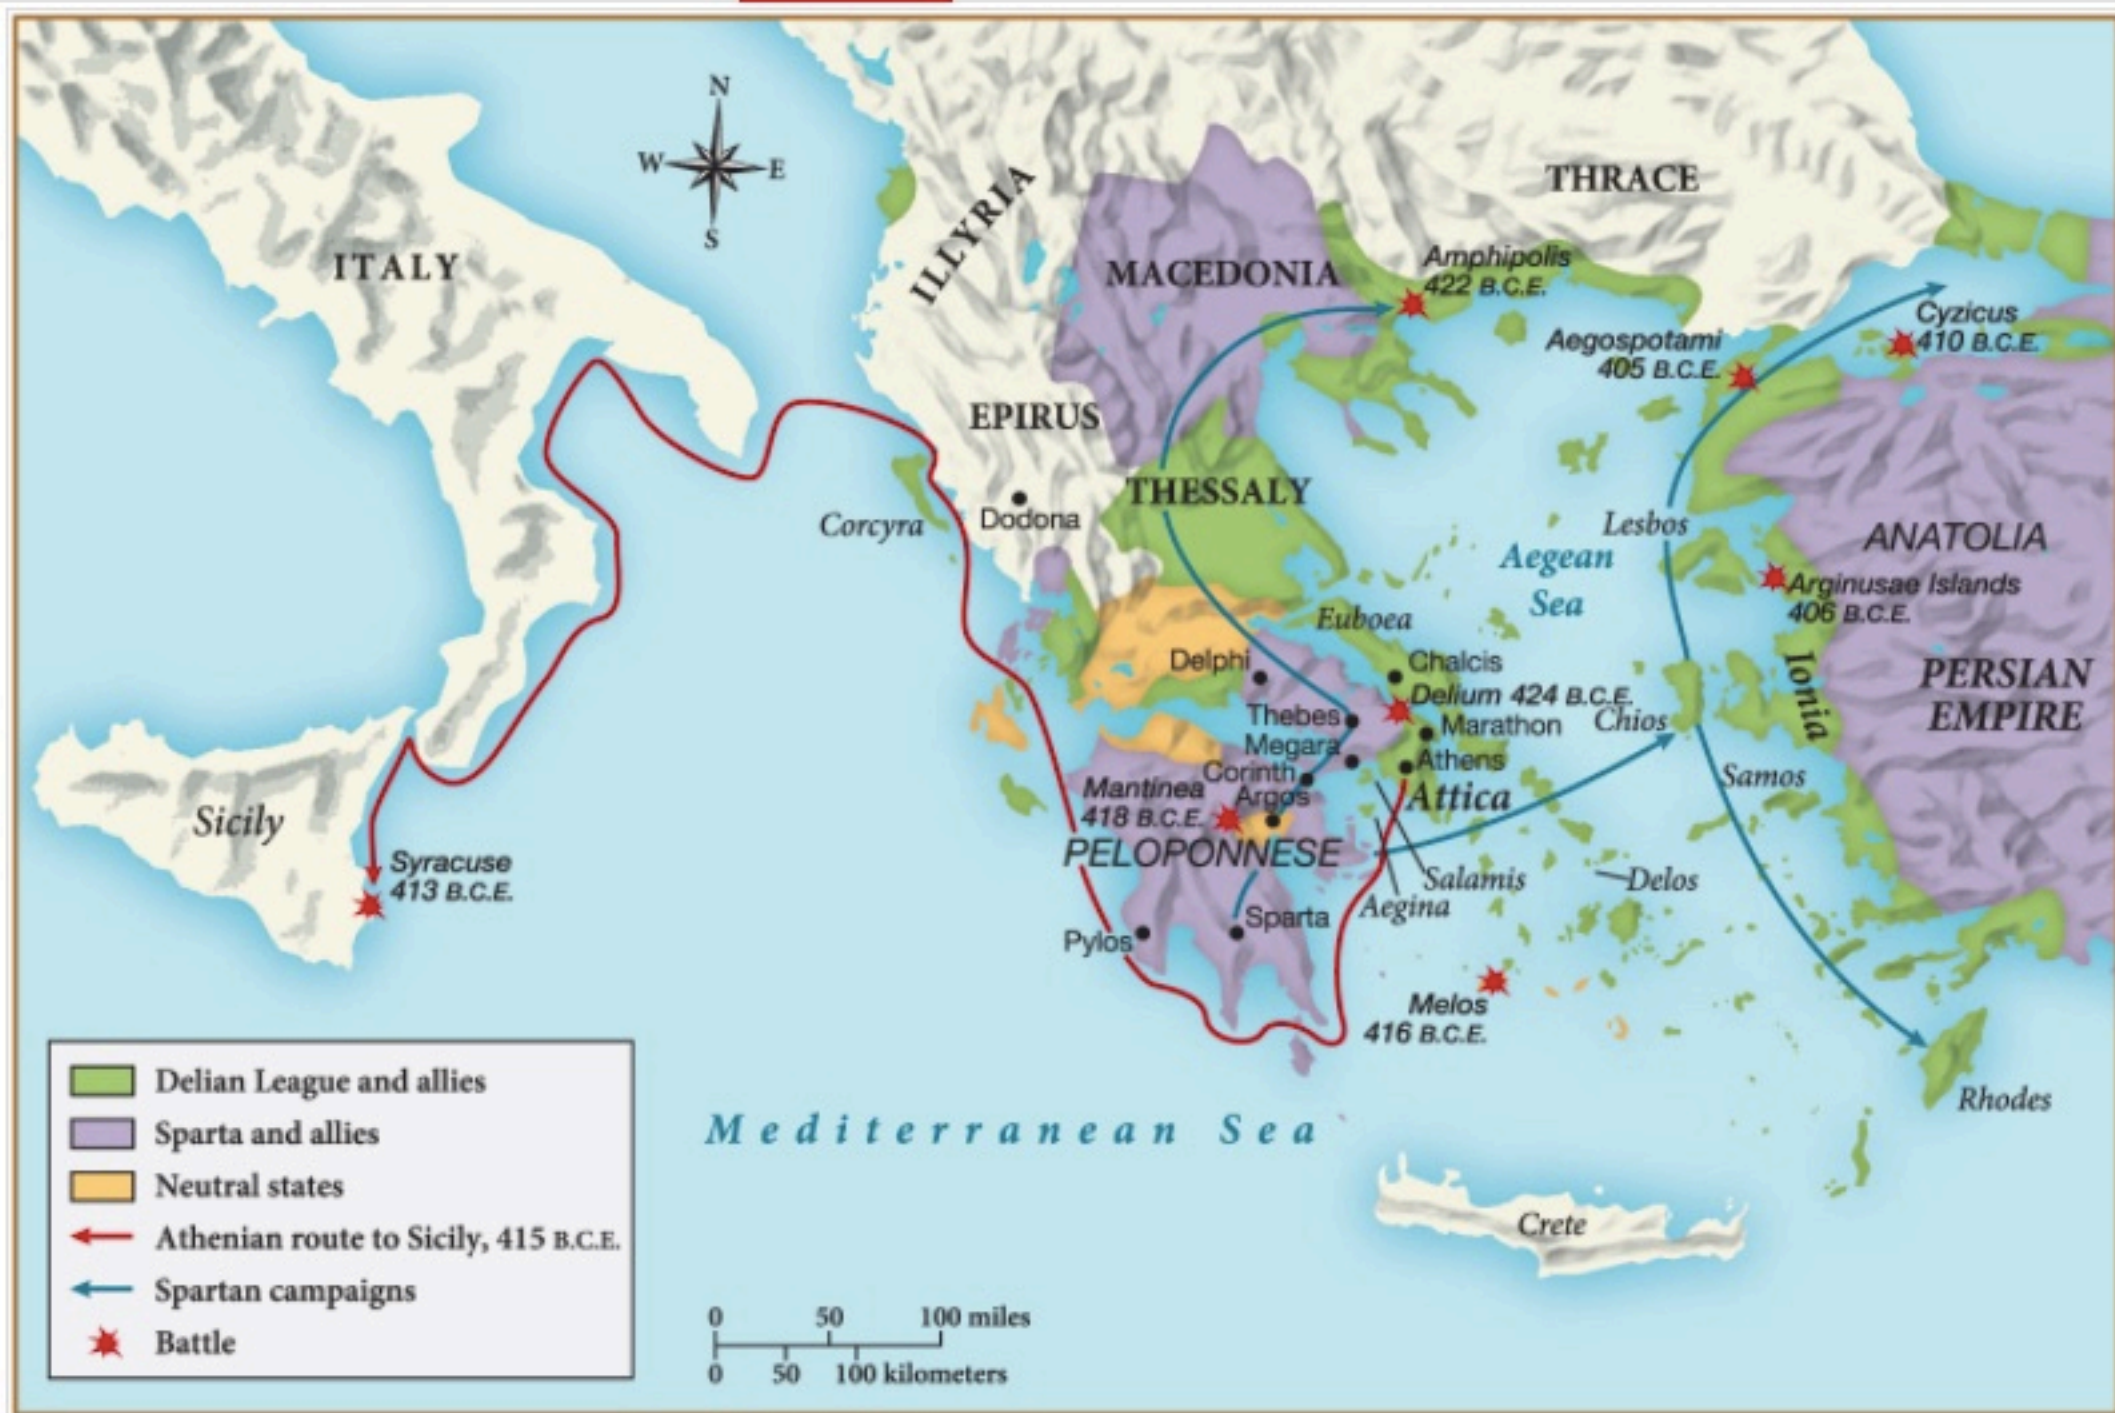 N
W
E
S
ITALY
ILLYRIA
MACEDONIA
THRACE
Amphipolis
422 B.C.E.
Aegospotami
405 B.C.E.
Cyzicus
410 B.C.E.
EPIRUS
Dodona
Corcyra
THESSALY
Lesbos
Aegean
Sea
ANATOLIA
Arginusae Islands
406 B.C.E.
Euboea
Ionia
PERSIAN
EMPIRE
Delphi
Chalcis
Delium 424 B.C.E.
Thebes
Marathon
Chios
Megara
Athens
Corinth
Attica
Argos
Mantinea
418 B.C.E.
Samos
PELOPONNESE
Salamis
Aegina
Delos
Sicily
Syracuse
413 B.C.E.
Sparta
Pylos
Melos
416 B.C.E.
Rhodes
Mediterranean Sea
Crete
Delian League and allies
Sparta and allies
Neutral states
Athenian route to Sicily, 415 B.C.E.
Spartan campaigns
Battle
0 50 100 miles
0 50 100 kilometers